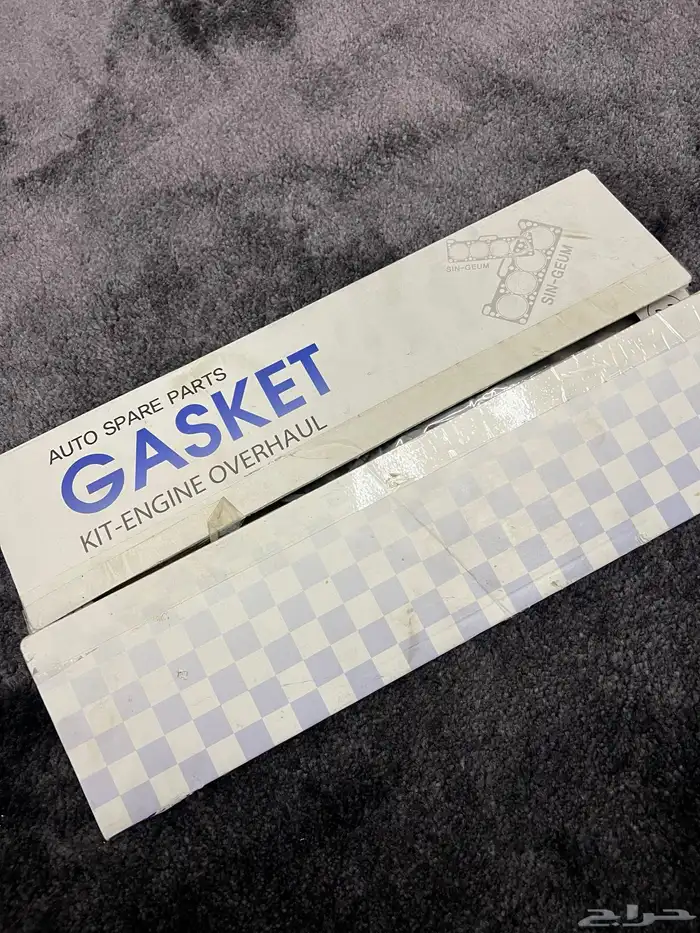 SIN-GEUM
SIN-GEUM
AUTO SPARE PARTS
GASKET
KIT-ENGINE OVERHAUL
حراج